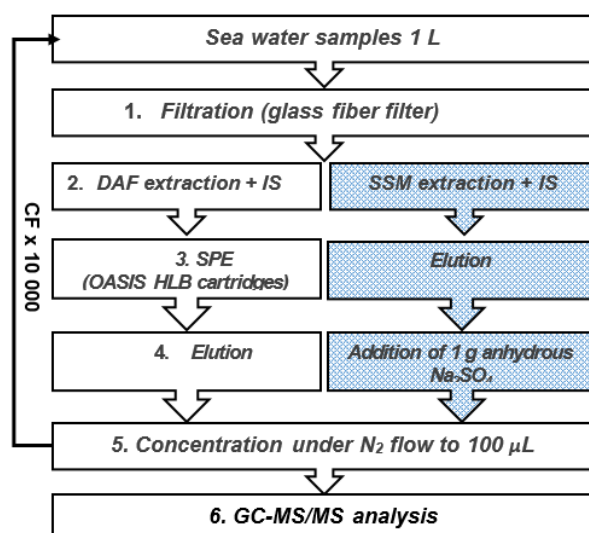 Sea water samples 1 L
1. Filtration (glass fiber filter)
2. DAF extraction + IS
SSM extraction + IS
3. SPE
(OASIS HLB cartridges)
Elution
4. Elution
Addition of 1 g anhydrous
Na₂SO₄
5. Concentration under N₂ flow to 100 µL
6. GC-MS/MS analysis
CF x 10 000